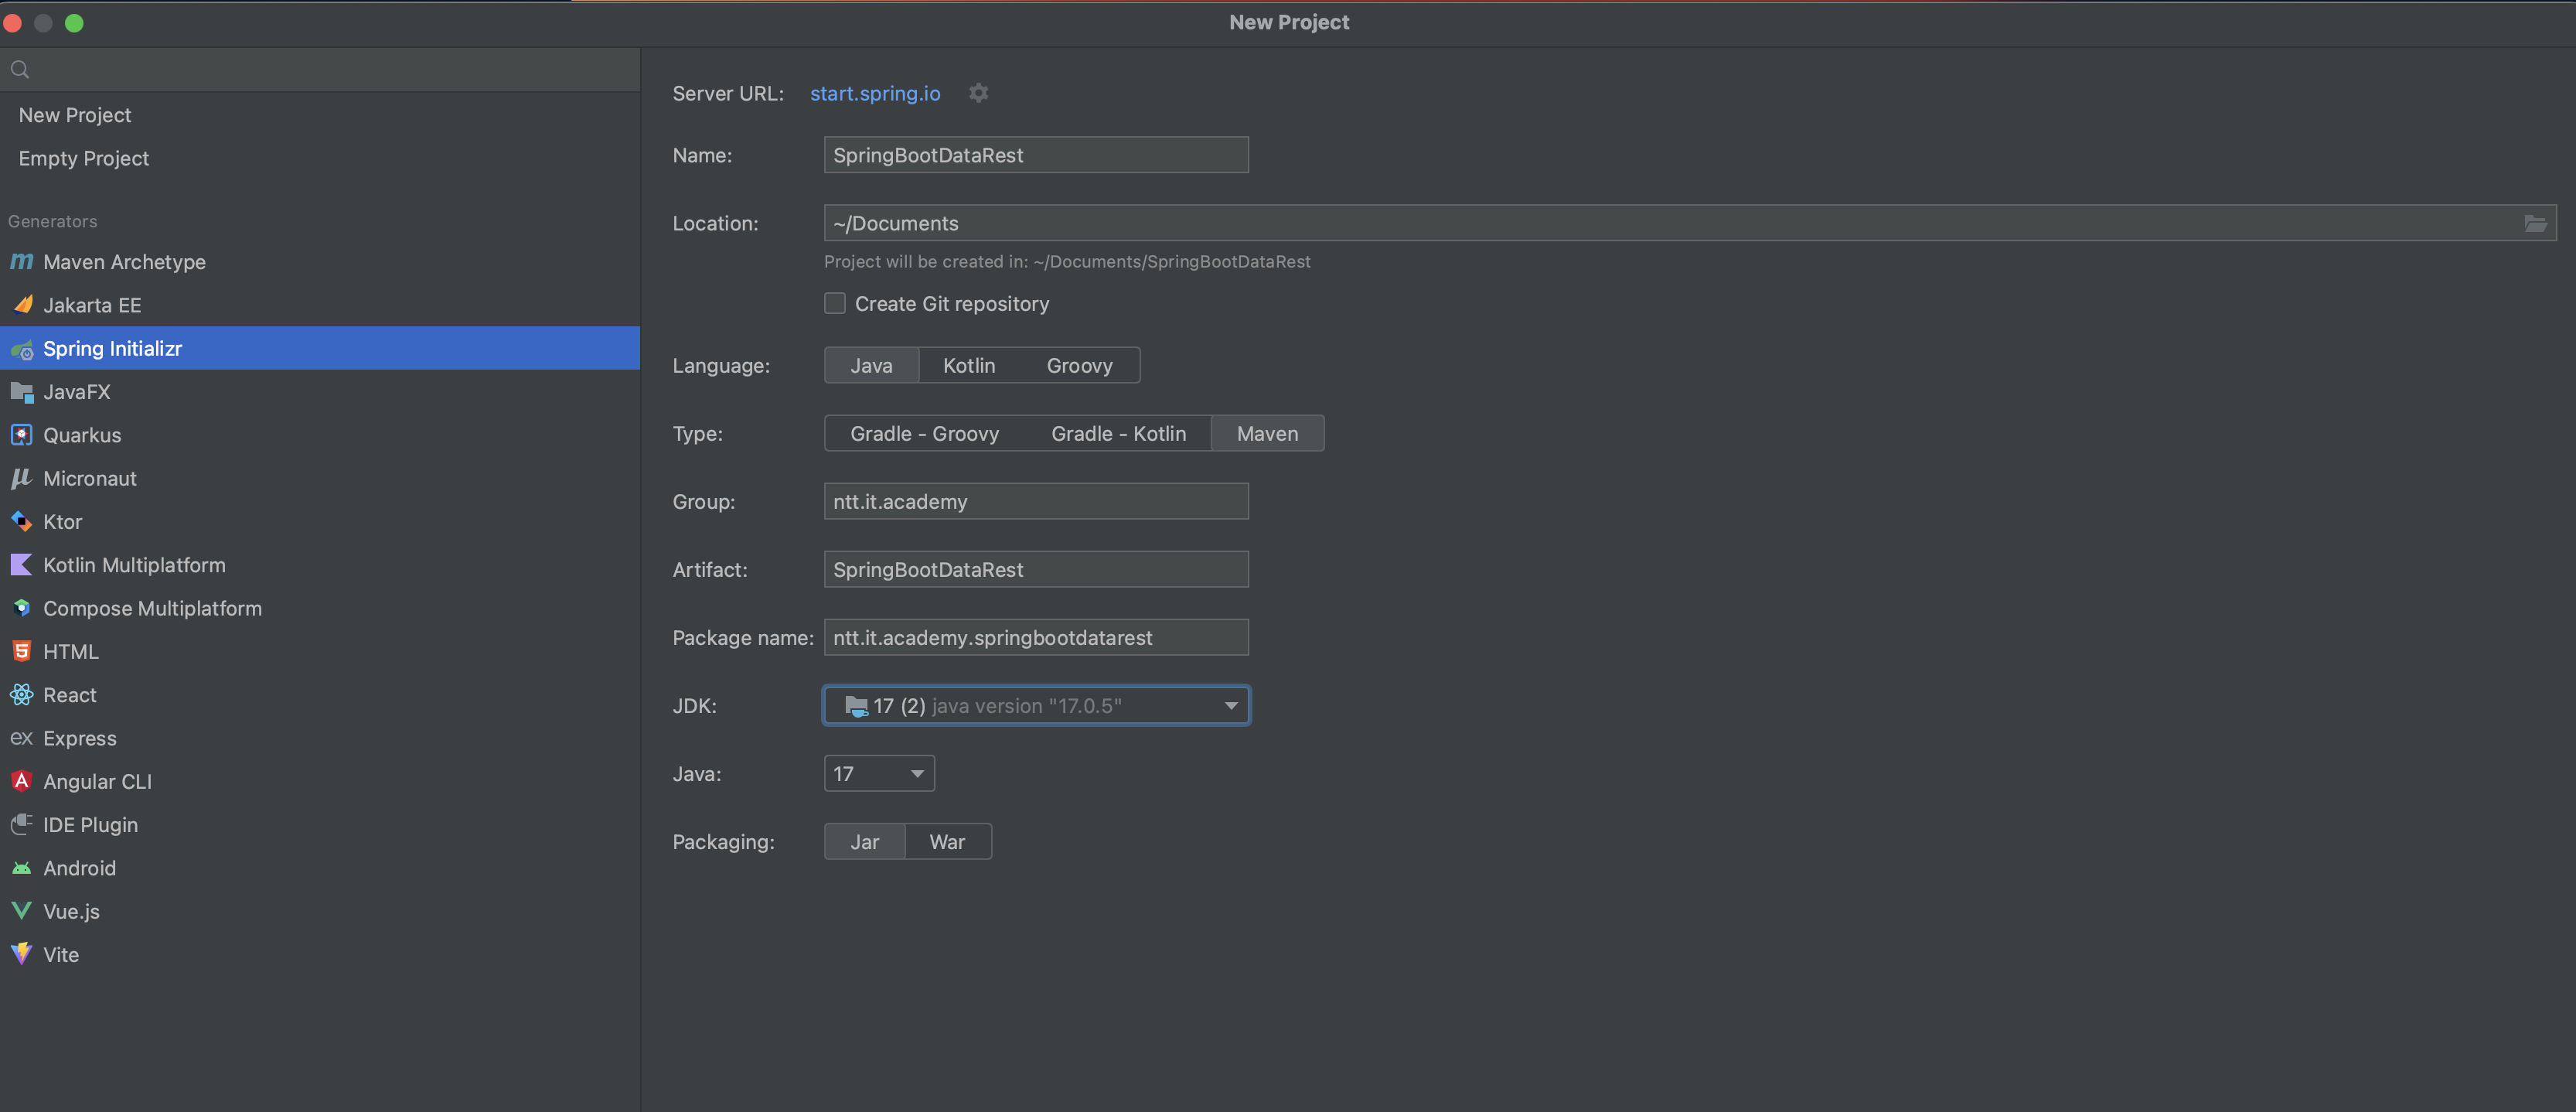 New Project
New Project
Empty Project
Generators
Maven Archetype
Jakarta EE
Spring Initializr
JavaFX
Quarkus
Micronaut
Ktor
Kotlin Multiplatform
Compose Multiplatform
HTML
React
ex Express
Angular CLI
IDE Plugin
Android
Vue.js
Vite
Server URL: start.spring.io
Name: SpringBootDataRest
Location: ~/Documents
Project will be created in: ~/Documents/SpringBootDataRest
Create Git repository
Language: Java Kotlin Groovy
Type: Gradle - Groovy Gradle - Kotlin Maven
Group: ntt.it.academy
Artifact: SpringBootDataRest
Package name: ntt.it.academy.springbootdatarest
JDK: 17 (2) java version "17.0.5"
Java: 17
Packaging: Jar War